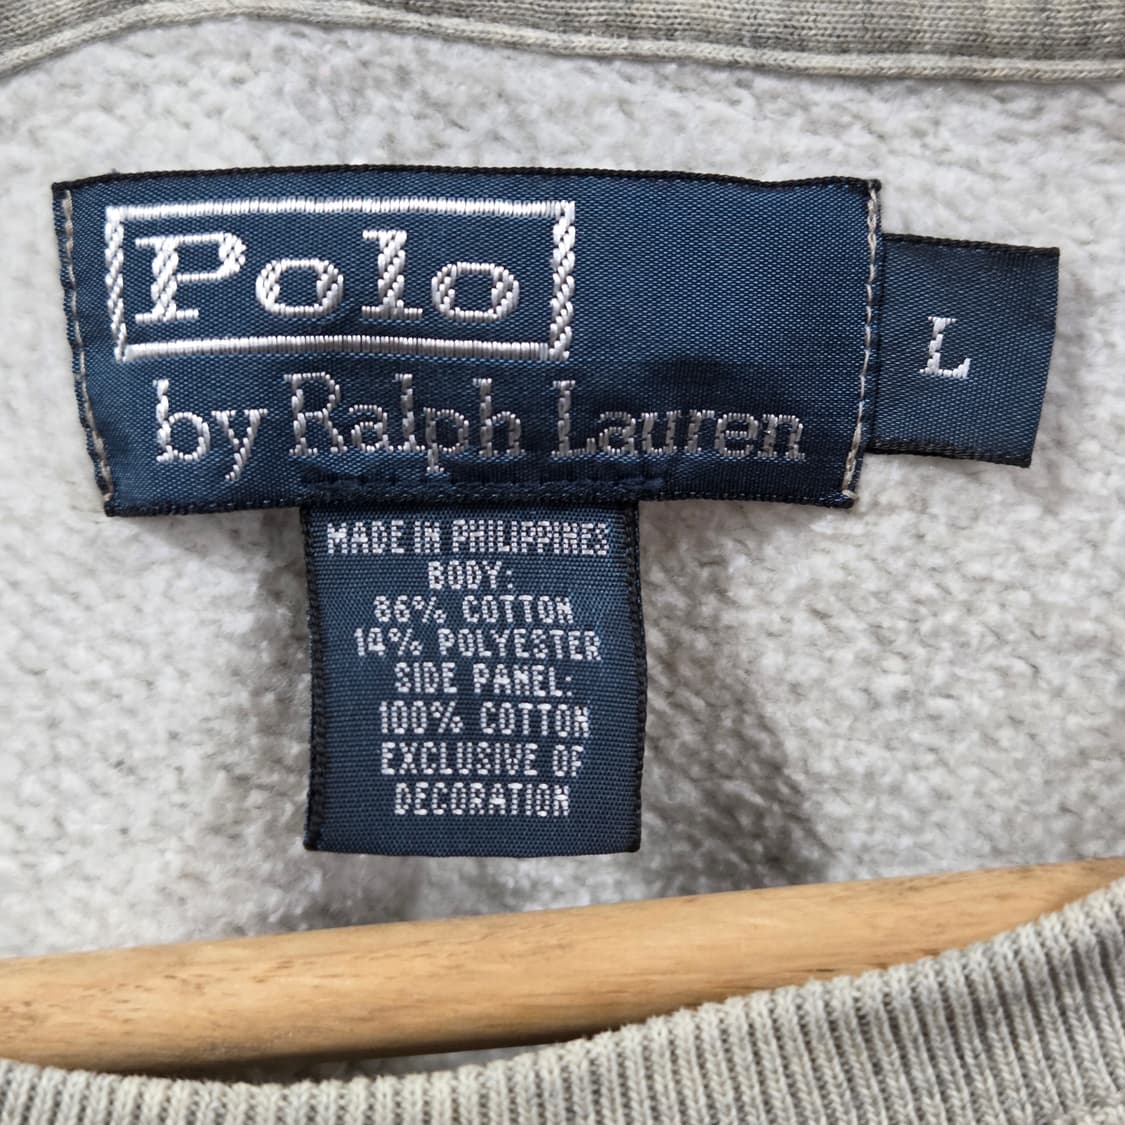 Polo
by Ralph Lauren
L
MADE IN PHILIPPINES
BODY:
86% COTTON
14% POLYESTER
SIDE PANEL:
100% COTTON
EXCLUSIVE OF
DECORATION